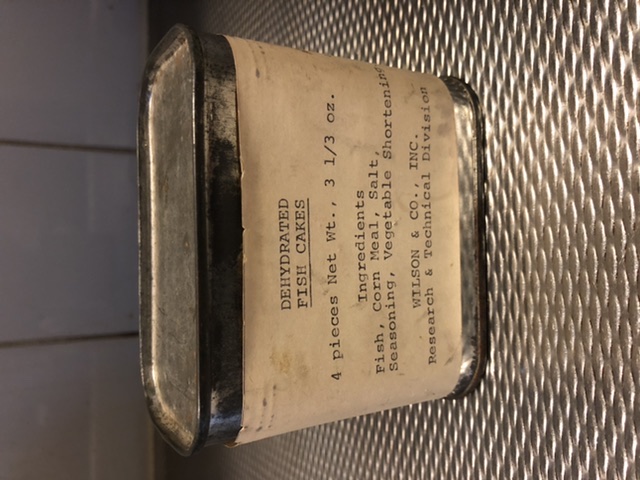 DEHYDRATED
FISH CAKES
4 pieces Net Wt., 3 1/3 oz.
Ingredients
Fish, Corn Meal, Salt,
Seasoning, Vegetable Shortening
WILSON & CO., INC.
Research & Technical Division